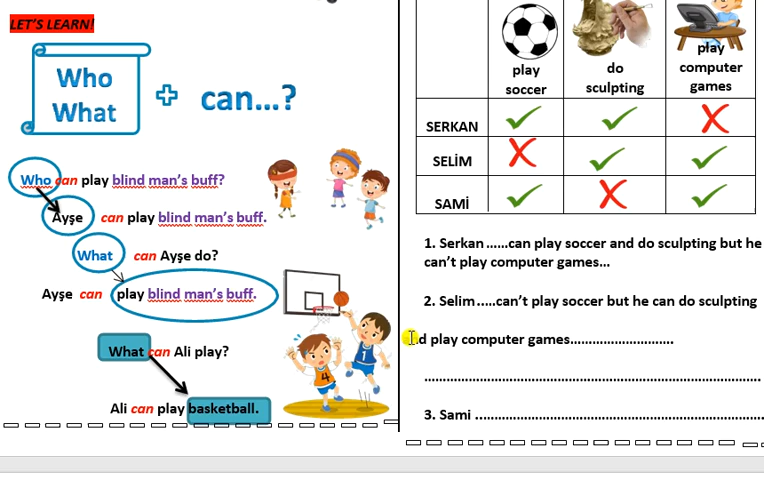 LET'S LEARN!
Who
What
can...?
Who can play blind man's buff?
Ayşe can play blind man's buff.
What can Ayşe do?
Ayşe can play blind man's buff.
What can Ali play?
Ali can play basketball.
play soccer
do sculpting
play computer games
SERKAN
SELİM
SAMİ
1. Serkan ......can play soccer and do sculpting but he
can't play computer games...
2. Selim .....can't play soccer but he can do sculpting
d play computer games............................
3. Sami ........................................................................
4
1